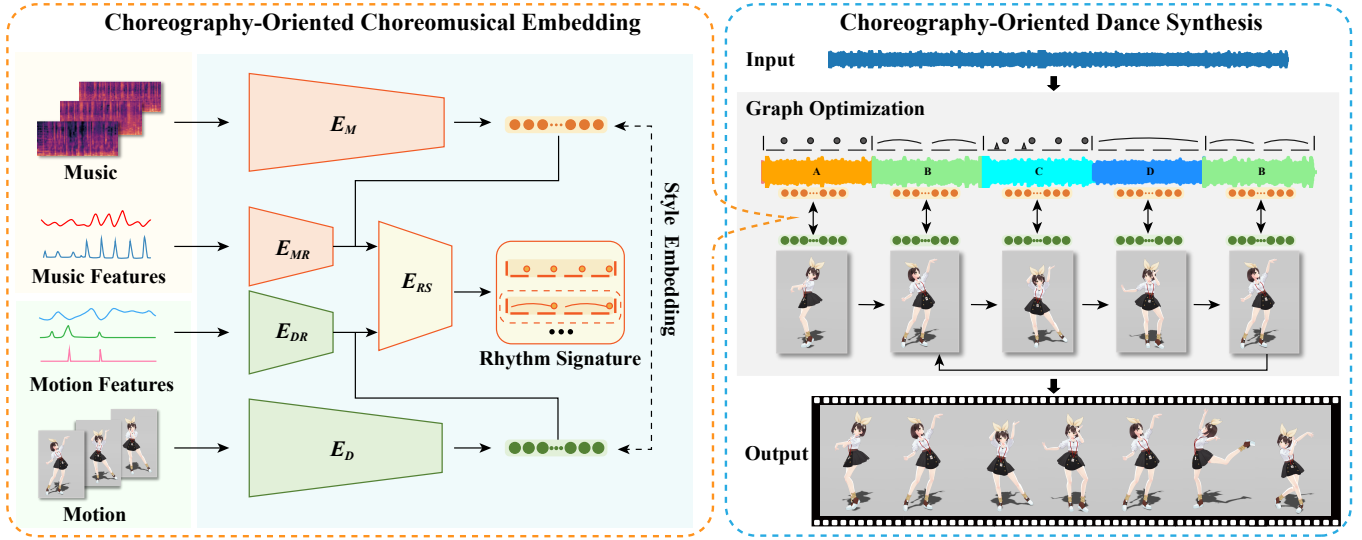 Choreography-Oriented Choreomusical Embedding
Music
Music Features
Motion Features
Motion
E_M
E_MR
E_RS
E_DR
E_D
Rhythm Signature
Style Embedding
Choreography-Oriented Dance Synthesis
Input
Graph Optimization
A
B
C
D
B
Output